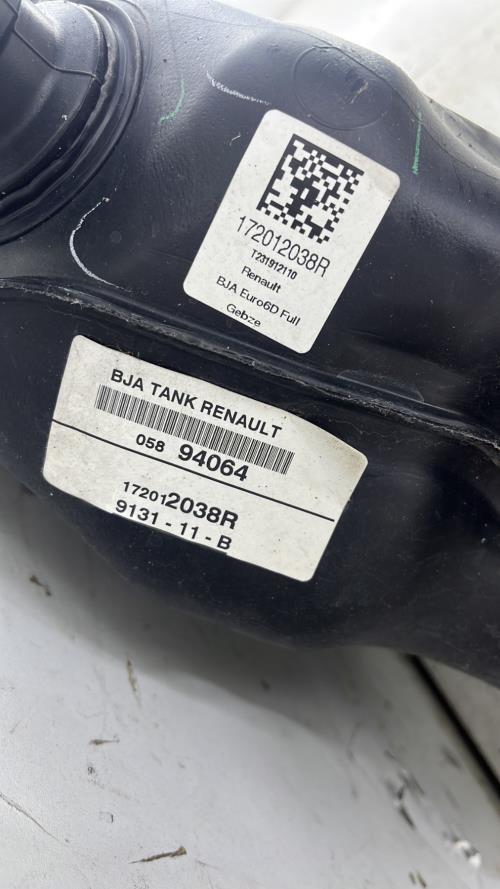 172012038R
T231912110
Renault
BJA Euro6D Full
Gebze
BJA TANK RENAULT
058 94064
172012038R
9131 - 11 - B